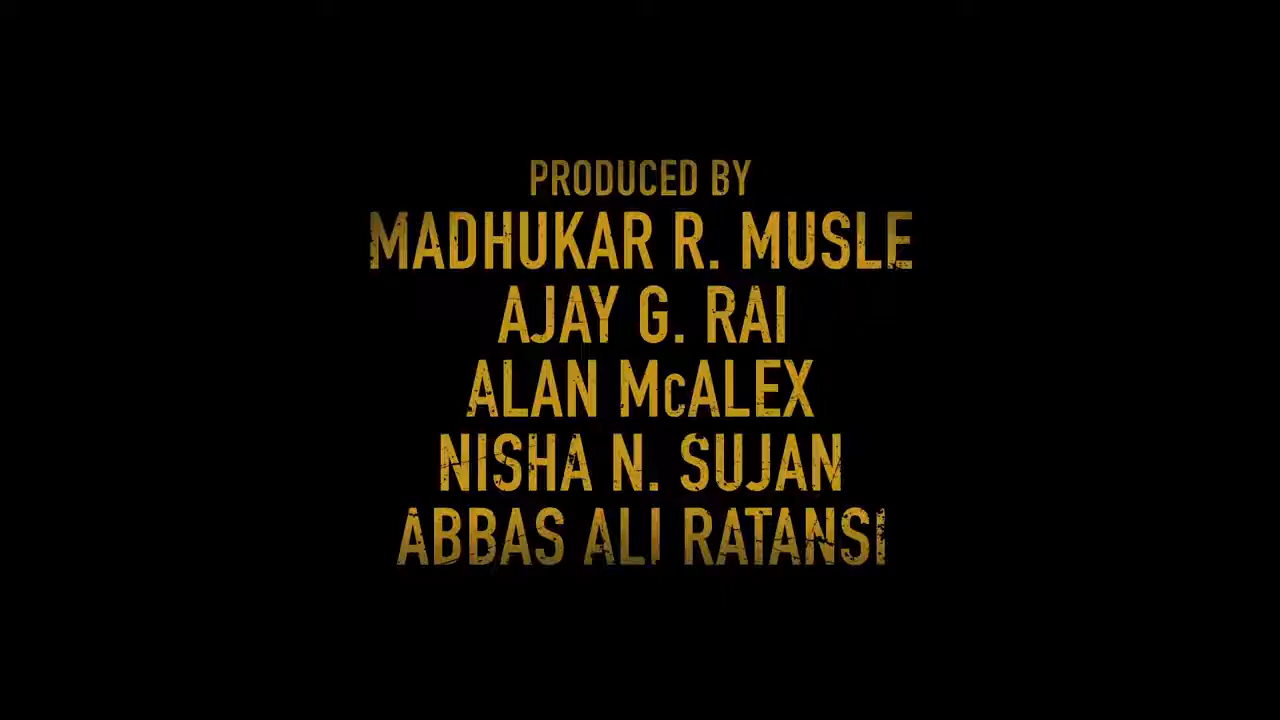 PRODUCED BY
MADHUKAR R. MUSLE
AJAY G. RAI
ALAN McALEX
NISHA N. SUJAN
ABBAS ALI RATANSI